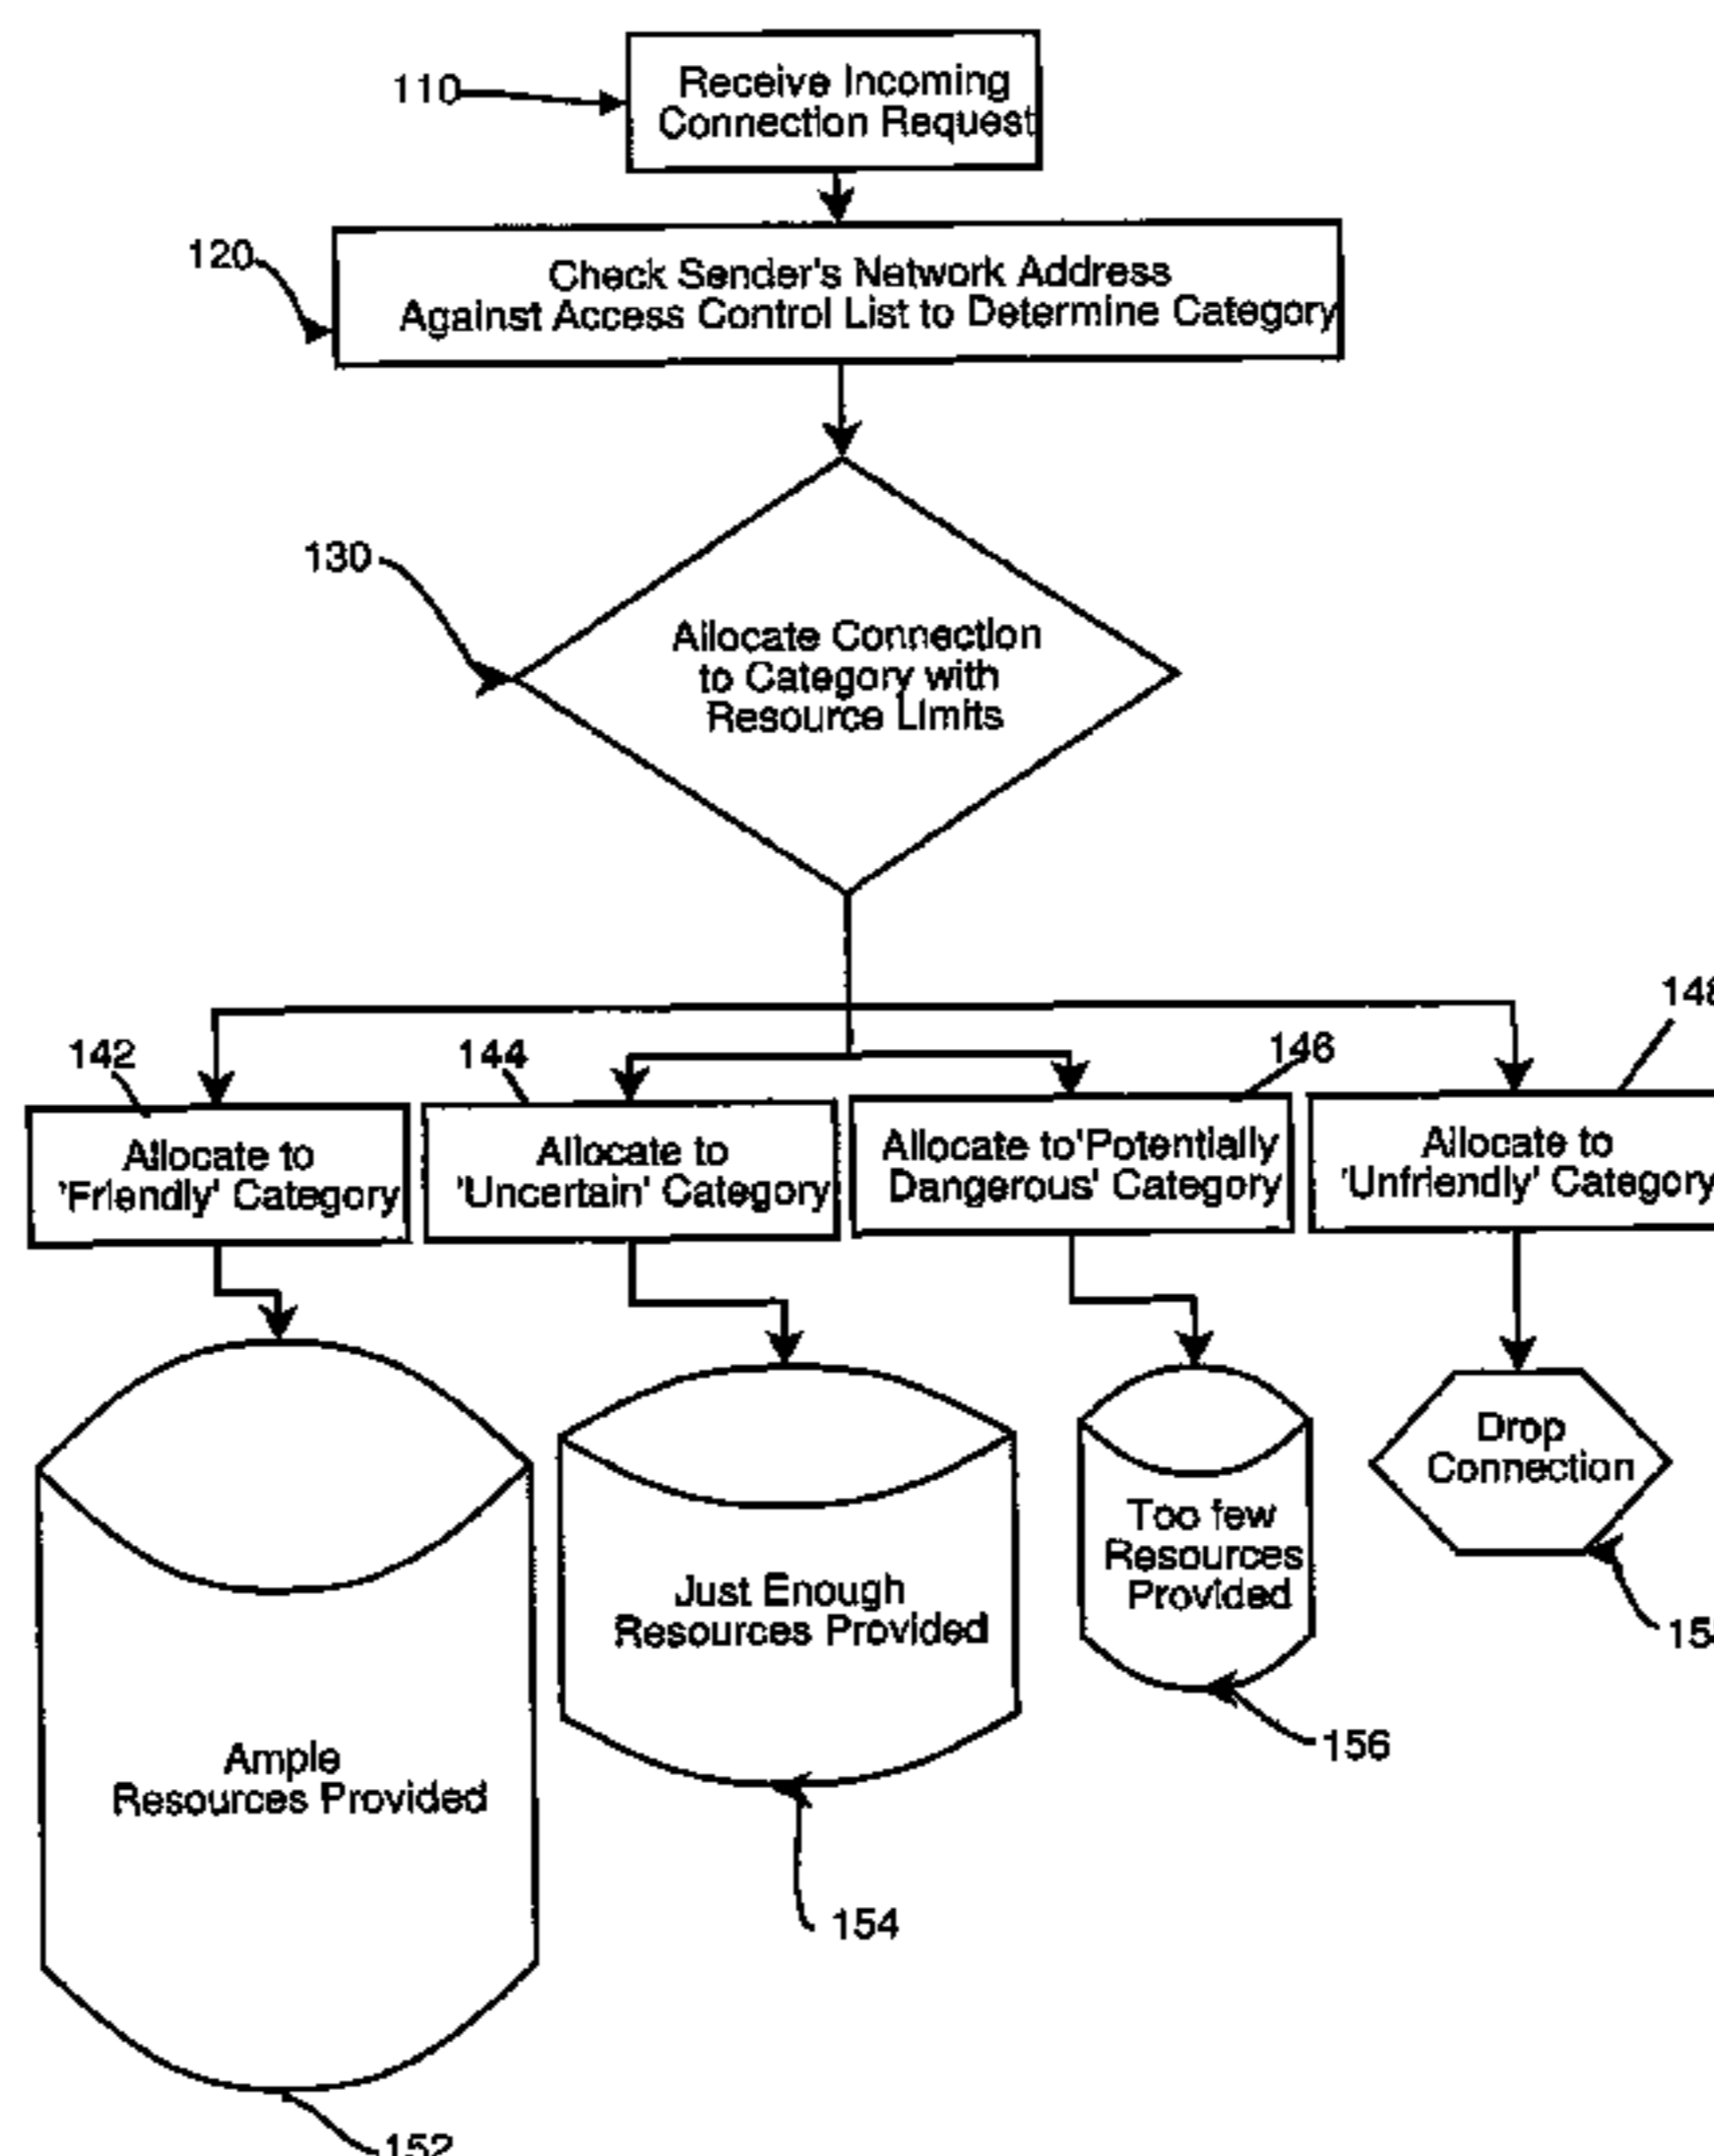 110
Receive Incoming
Connection Request
120
Check Sender's Network Address
Against Access Control List to Determine Category
130
Allocate Connection
to Category with
Resource Limits
142
144
146
Allocate to
'Friendly' Category
Allocate to
'Uncertain' Category
Allocate to'Potentially
Dangerous' Category
Allocate to
'Unfriendly' Category
Drop
Connection
Too few
Resources
Provided
Just Enough
Resources Provided
156
Ample
Resources Provided
154
152